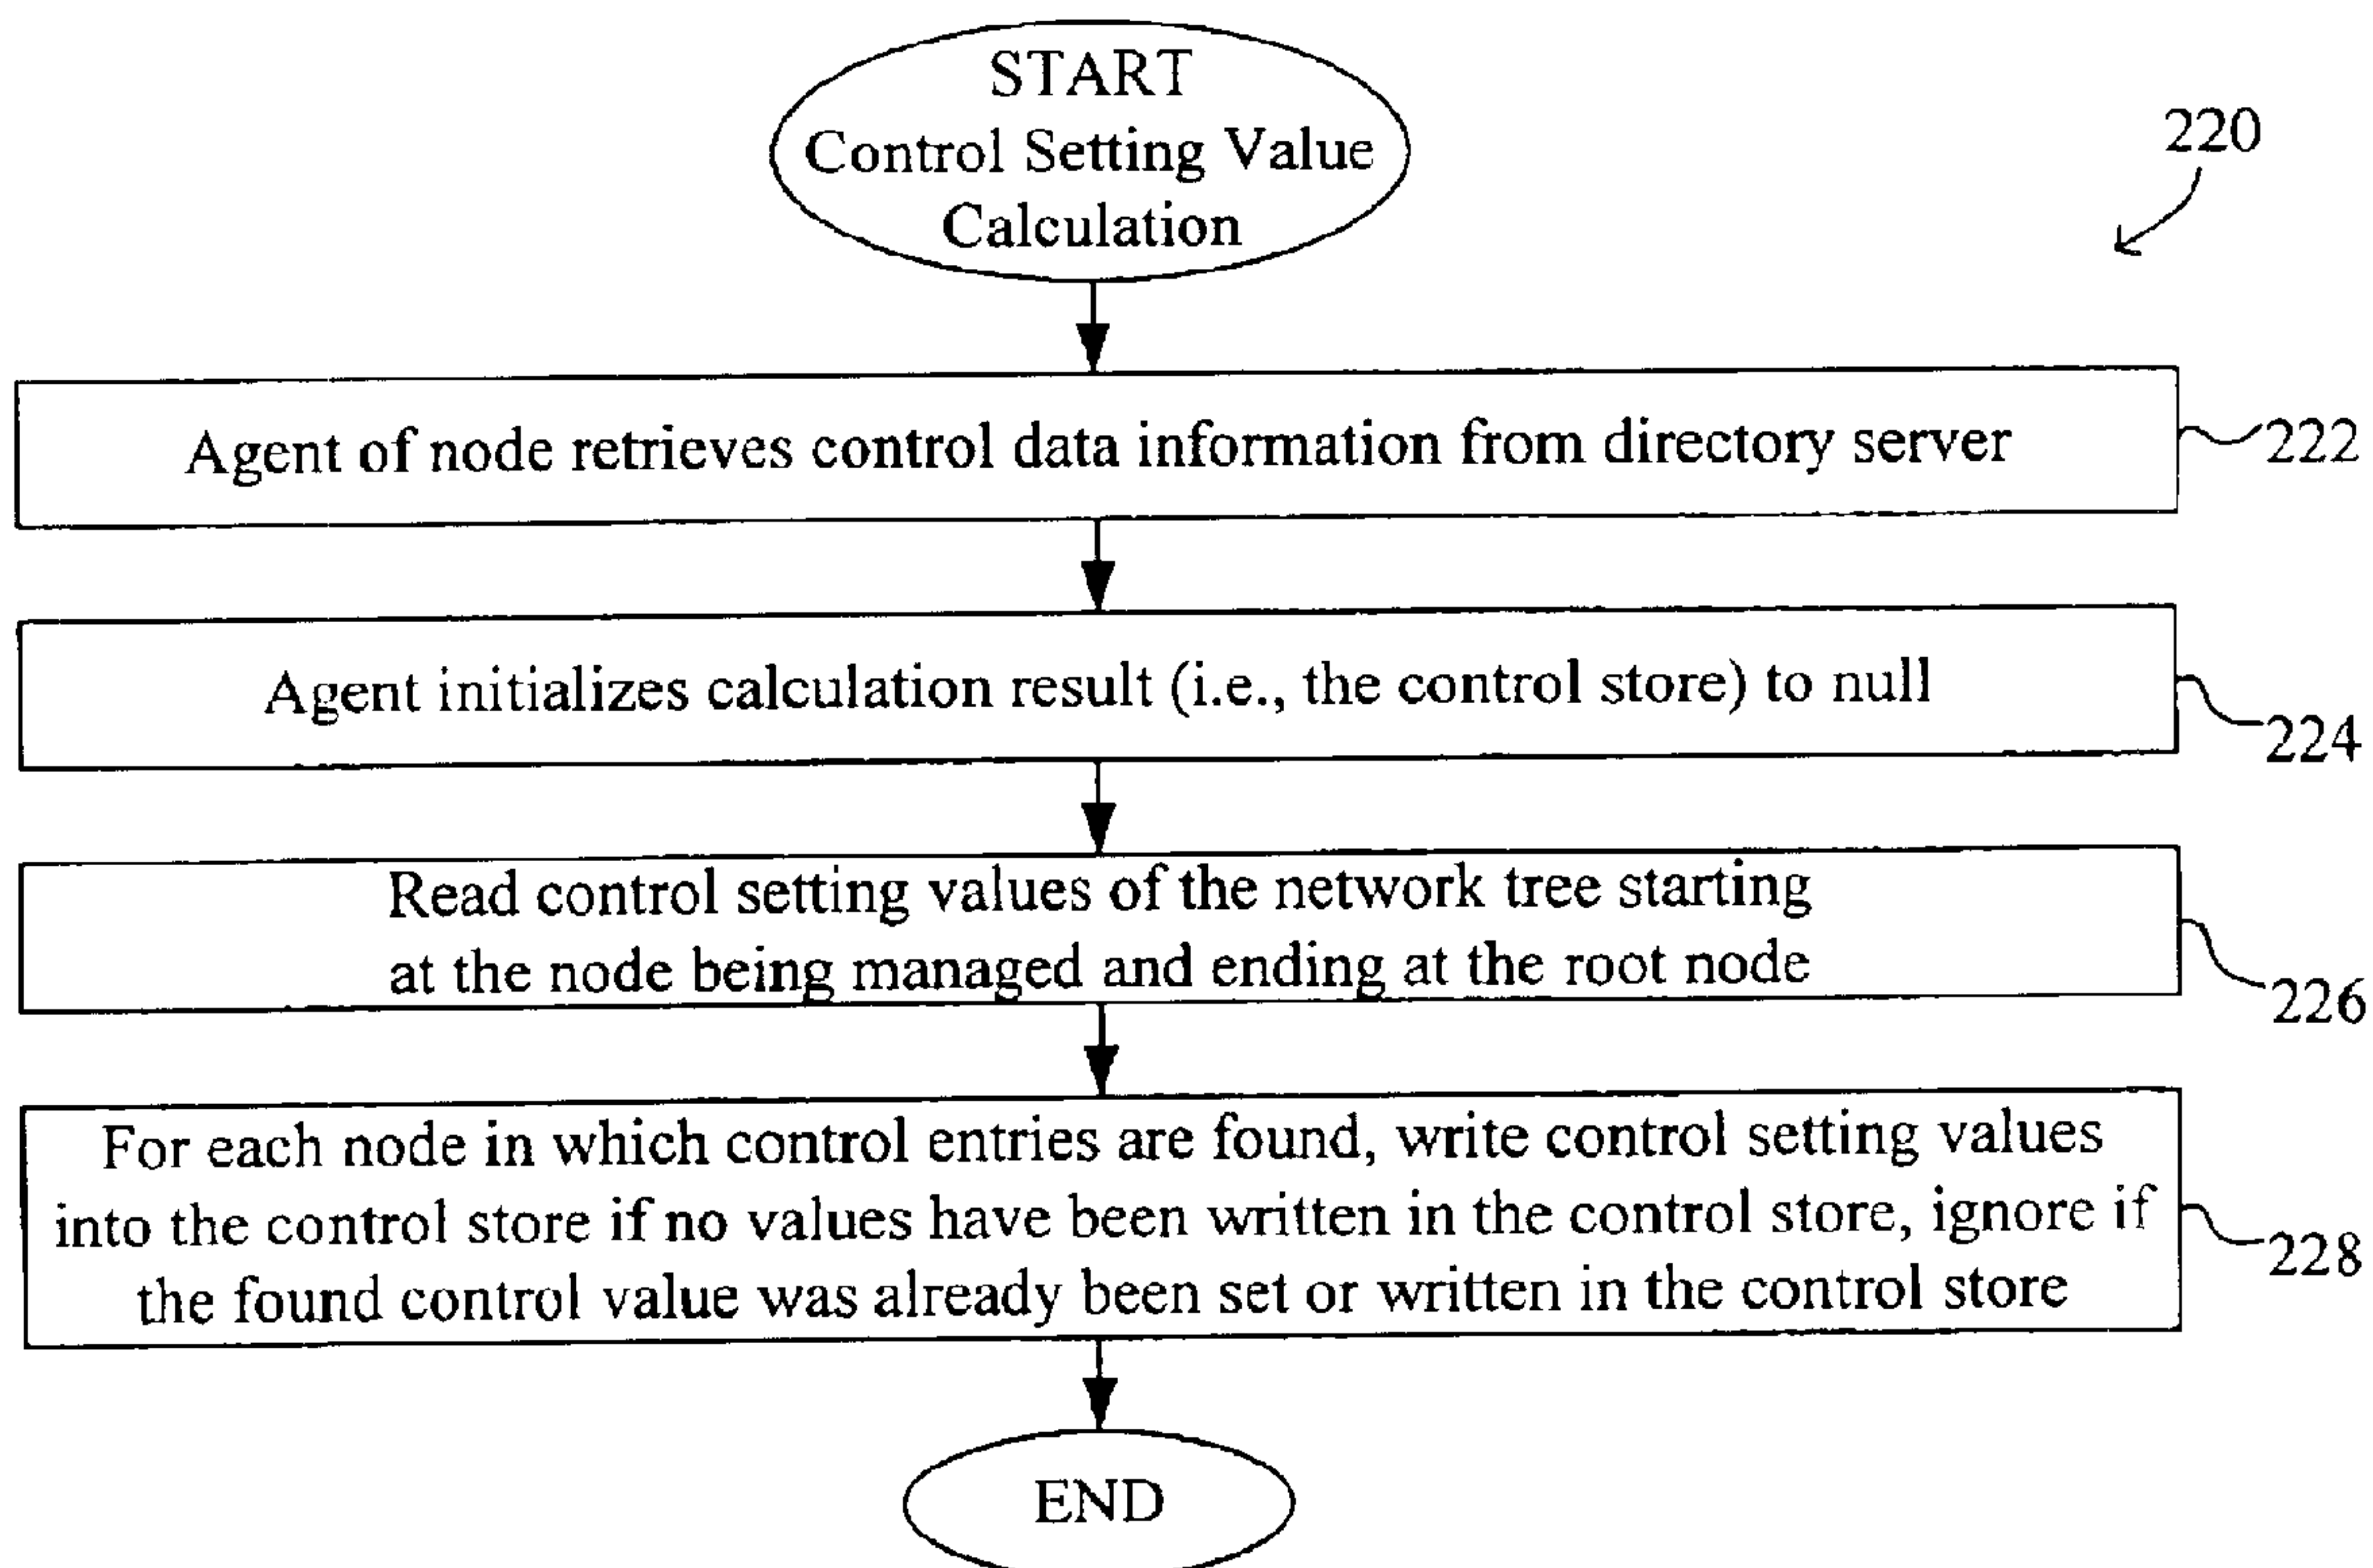 START
Control Setting Value
Calculation
220
Agent of node retrieves control data information from directory server
222
Agent initializes calculation result (i.e., the control store) to null
224
Read control setting values of the network tree starting
at the node being managed and ending at the root node
226
For each node in which control entries are found, write control setting values
into the control store if no values have been written in the control store, ignore if
the found control value was already been set or written in the control store
228
END